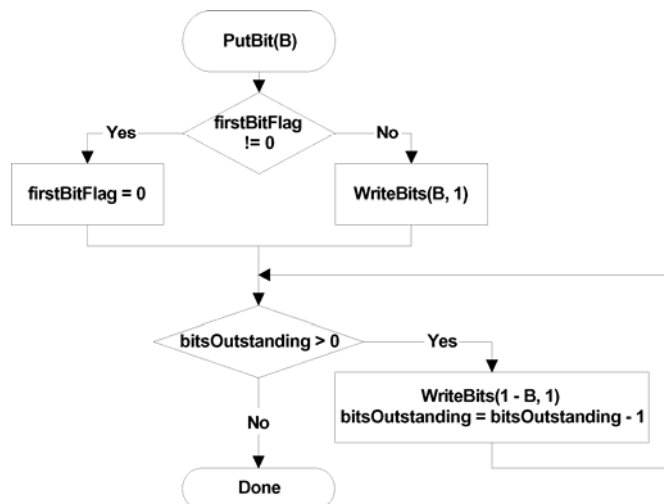 PutBit(B)
firstBitFlag
!= 0
Yes
No
firstBitFlag = 0
WriteBits(B, 1)
bitsOutstanding > 0
Yes
WriteBits(1 - B, 1)
bitsOutstanding = bitsOutstanding - 1
No
Done